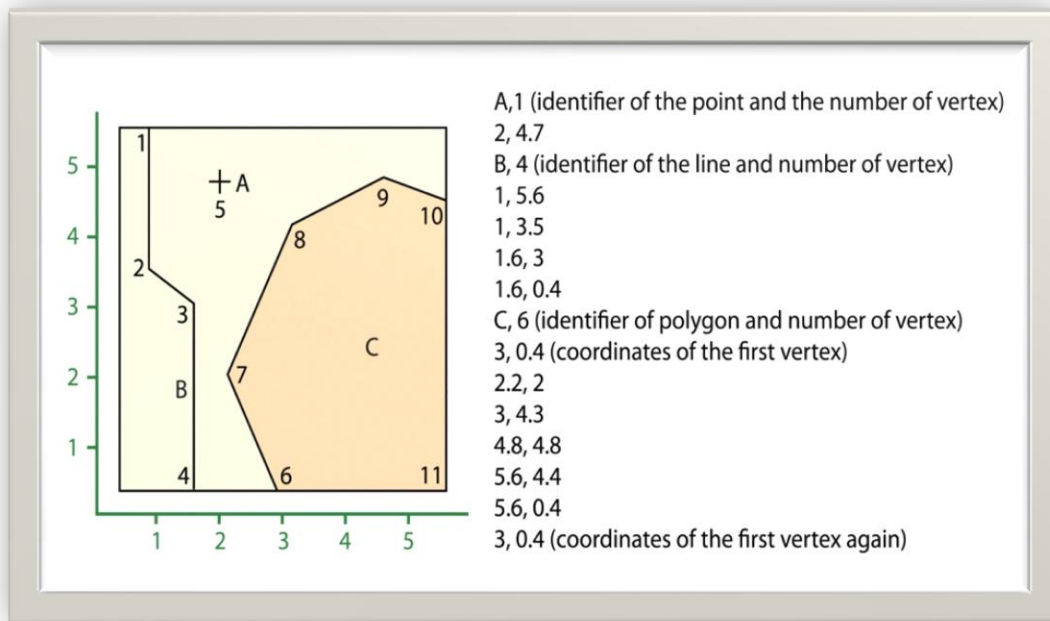 1
5
A
5
9
10
4
8
2
3
3
C
2
7
B
1
4
6
11
1 2 3 4 5
A,1 (identifier of the point and the number of vertex)
2, 4.7
B, 4 (identifier of the line and number of vertex)
1, 5.6
1, 3.5
1.6, 3
1.6, 0.4
C, 6 (identifier of polygon and number of vertex)
3, 0.4 (coordinates of the first vertex)
2.2, 2
3, 4.3
4.8, 4.8
5.6, 4.4
5.6, 0.4
3, 0.4 (coordinates of the first vertex again)